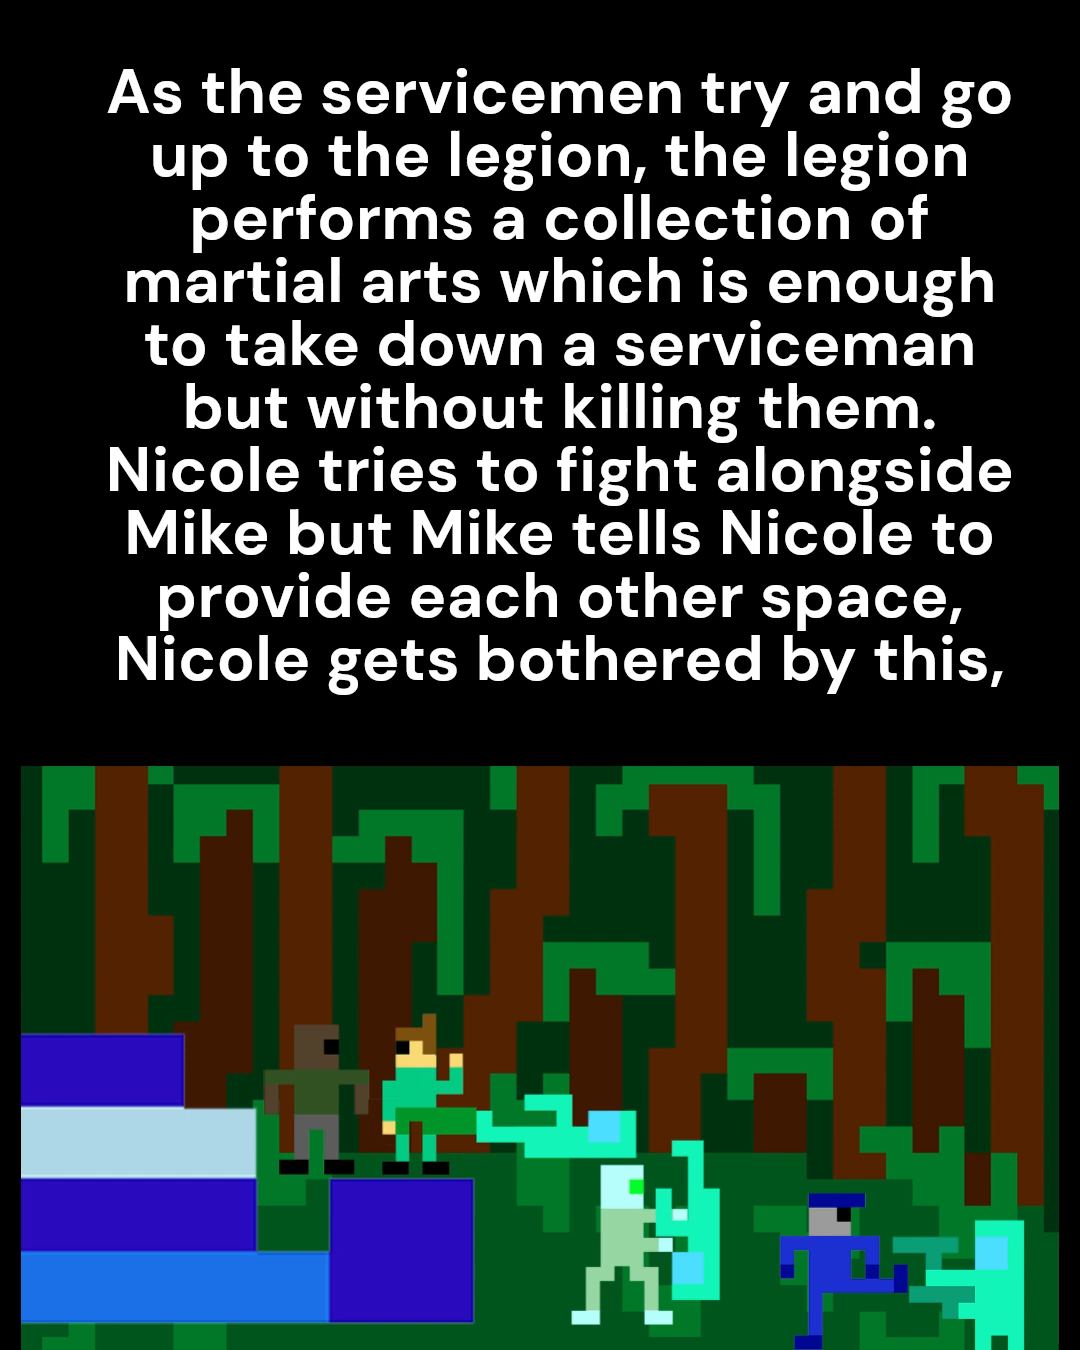 As the servicemen try and go
up to the legion, the legion
performs a collection of
martial arts which is enough
to take down a serviceman
but without killing them.
Nicole tries to fight alongside
Mike but Mike tells Nicole to
provide each other space,
Nicole gets bothered by this,